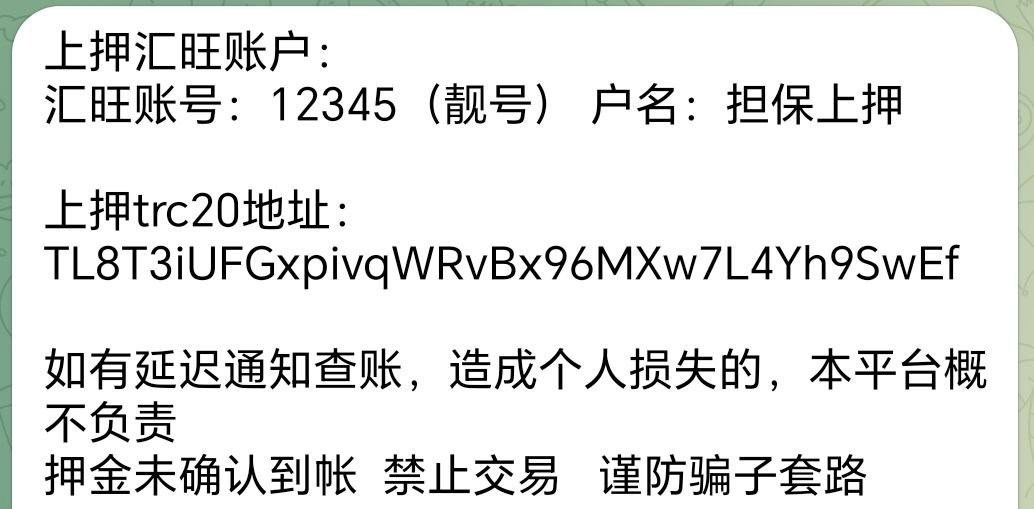 上押汇旺账户：
汇旺账号：12345（靓号） 户名：担保上押
上押trc20地址：
TL8T3iUFGxpivqWRvBx96MXw7L4Yh9SwEf
如有延迟通知查账，造成个人损失的，本平台概
不负责
押金未确认到帐 禁止交易 谨防骗子套路